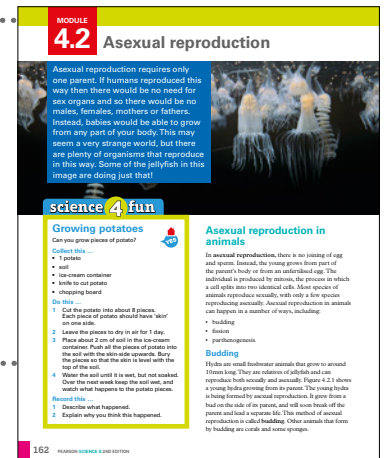 MODULE
4.2 Asexual reproduction
Asexual reproduction requires only
one parent. If humans reproduced this
way then there would be no need for
sex organs and so there would be no
males, females, mothers or fathers.
Instead, babies would be able to grow
from any part of your body. This may
seem a very strange world, but there
are plenty of organisms that reproduce
in this way. Some of the jellyfish in this
image are doing just that!
science 4 fun
Growing potatoes
Can you grow pieces of potato?
YES
Collect this ...
• 1 potato
• soil
• ice-cream container
• knife to cut potato
• chopping board
Do this ...
1 Cut the potato into about 8 pieces.
Each piece of potato should have 'skin'
on one side.
2 Leave the pieces to dry in air for 1 day.
3 Place about 2 cm of soil in the ice-cream
container. Push all the pieces of potato into
the soil with the skin-side upwards. Bury
the pieces so that the skin is level with the
top of the soil.
4 Water the soil until it is wet, but not soaked.
Over the next week keep the soil wet, and
watch what happens to the potato pieces.
Record this ...
1 Describe what happened.
2 Explain why you think this happened.
Asexual reproduction in
animals
In asexual reproduction, there is no joining of egg
and sperm. Instead, the young grows from part of
the parent's body or from an unfertilised egg. The
individual is produced by mitosis, the process in which
a cell splits into two identical cells. Most species of
animals reproduce sexually, with only a few species
reproducing asexually. Asexual reproduction in animals
can happen in a number of ways, including:
• budding
• fission
• parthenogenesis.
Budding
Hydra are small freshwater animals that grow to around
10 mm long. They are relatives of jellyfish and can
reproduce both sexually and asexually. Figure 4.2.1 shows
a young hydra growing from its parent. The young hydra
is being formed by asexual reproduction. It grew from a
bud on the side of its parent, and will soon break off the
parent and lead a separate life. This method of asexual
reproduction is called budding. Other animals that form
by budding are corals and some sponges.
162 PEARSON SCIENCE 9 2ND EDITION